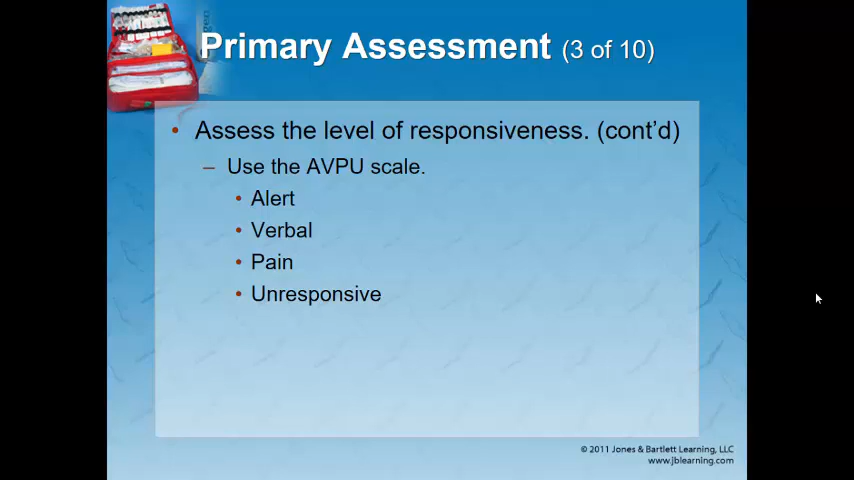 Primary Assessment (3 of 10)
• Assess the level of responsiveness. (cont'd)
– Use the AVPU scale.
• Alert
• Verbal
• Pain
• Unresponsive
© 2011 Jones & Bartlett Learning, LLC
www.jblearning.com